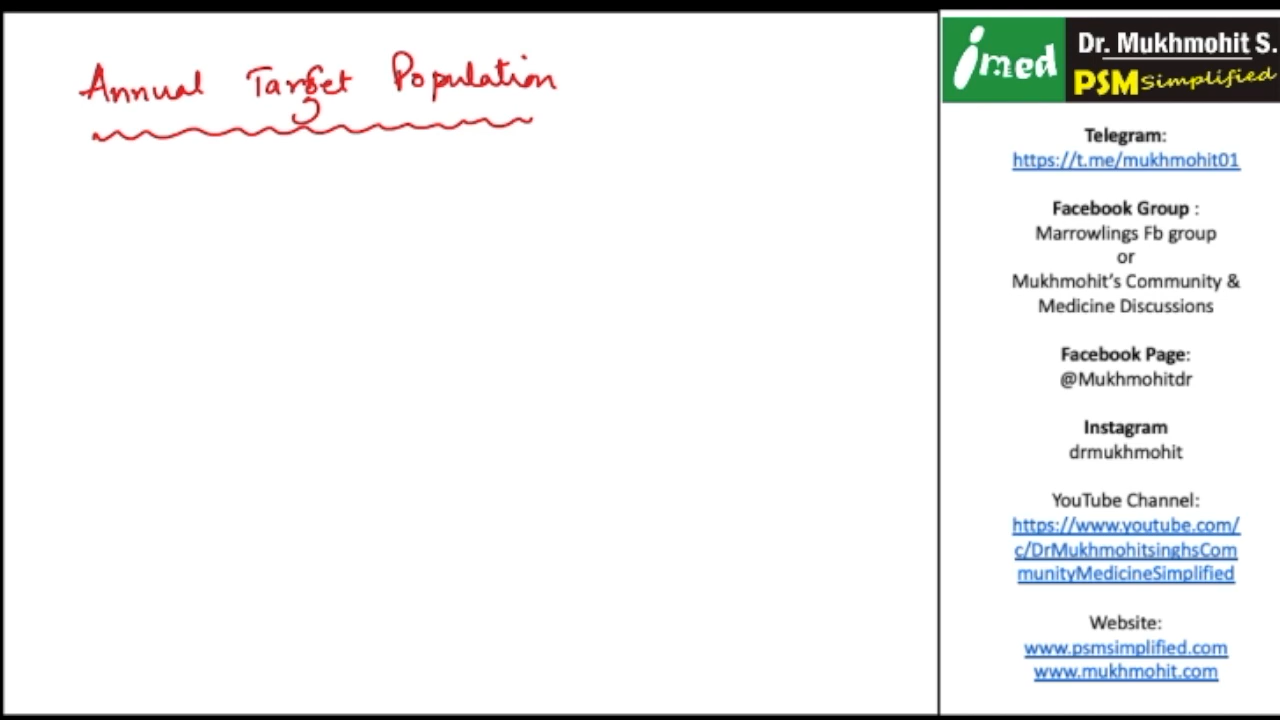 Annual Target Population
imed
Dr. Mukhmohit S.
PSM Simplified
Telegram:
https://t.me/mukhmohit01
Facebook Group :
Marrowlings Fb group
or
Mukhmohit's Community &
Medicine Discussions
Facebook Page:
@Mukhmohitdr
Instagram
drmukhmohit
YouTube Channel:
https://www.youtube.com/
c/DrMukhmohitsinghsCom
munityMedicineSimplified
Website:
www.psmsimplified.com
www.mukhmohit.com